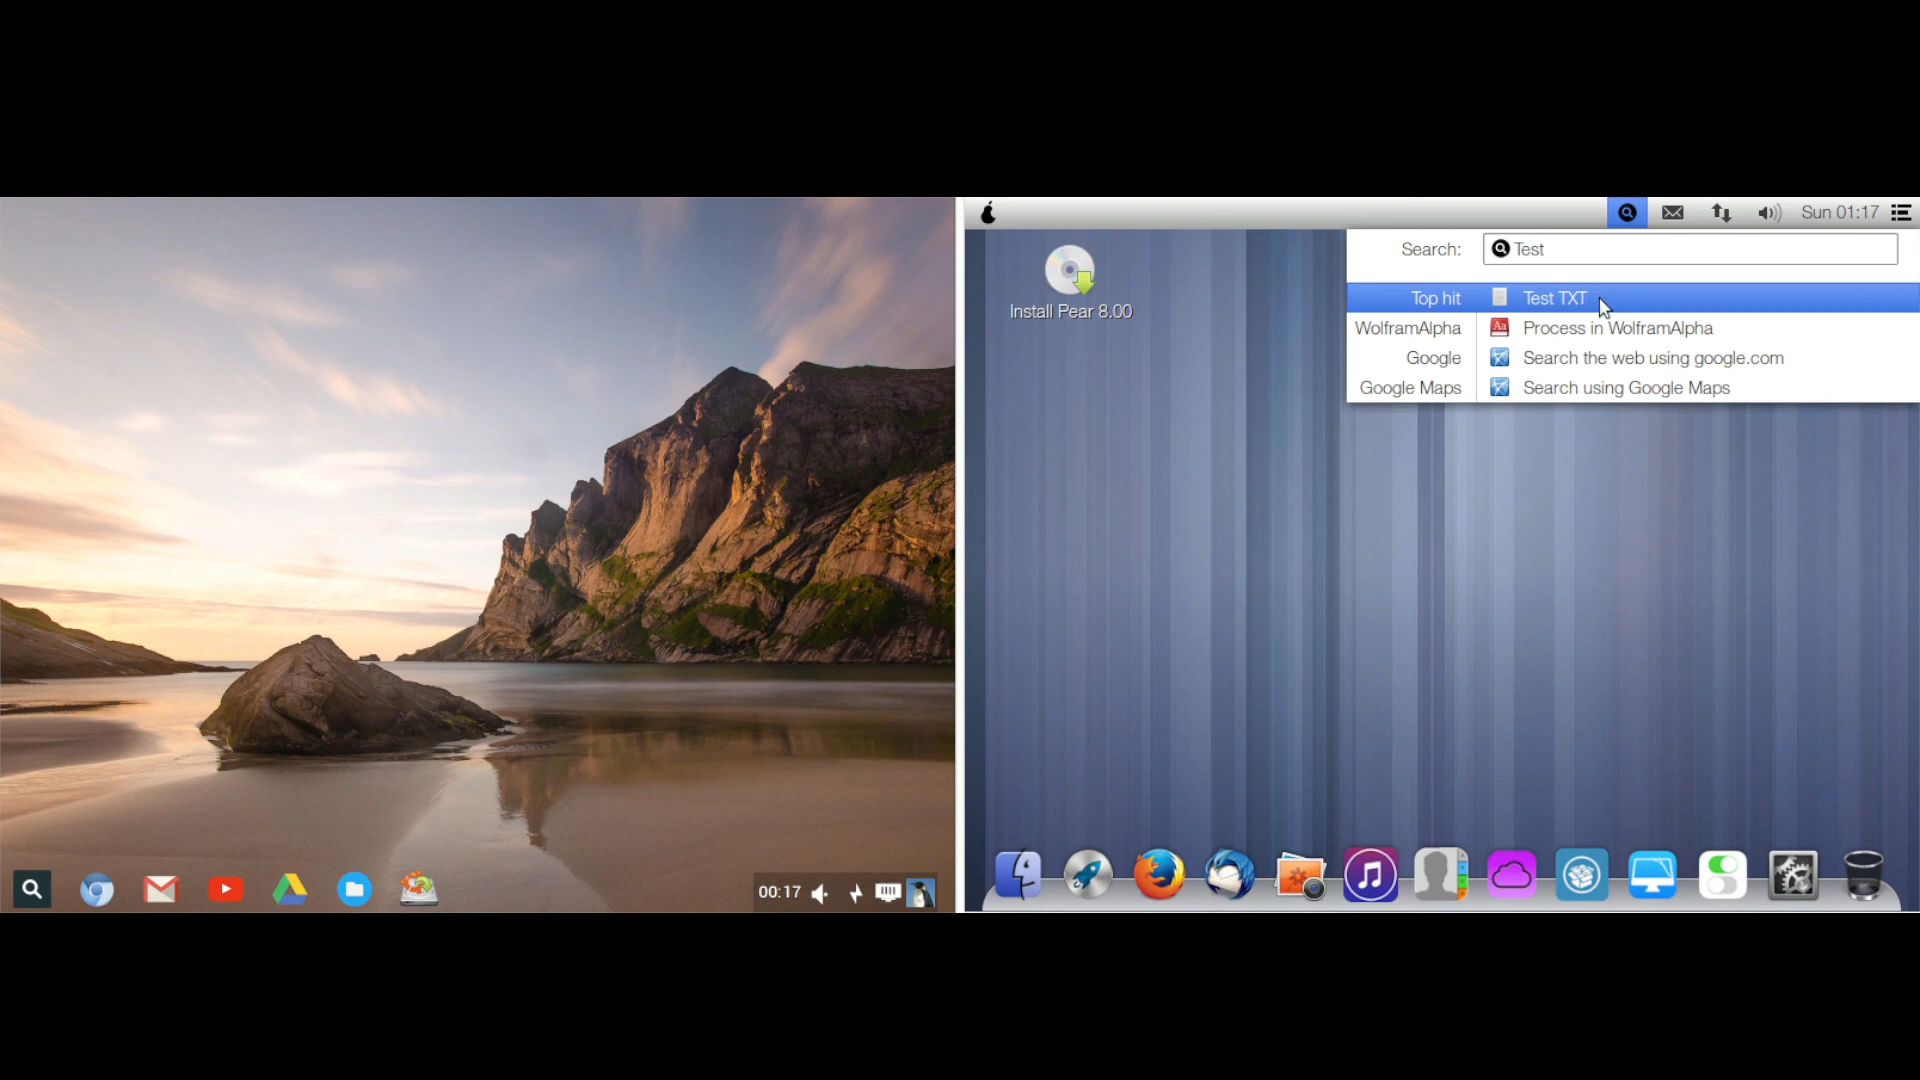 Sun 01:17
Search: Test
Top hit Test TXT
WolframAlpha Aa Process in WolframAlpha
Google Search the web using google.com
Google Maps Search using Google Maps
Install Pear 8.00
00:17